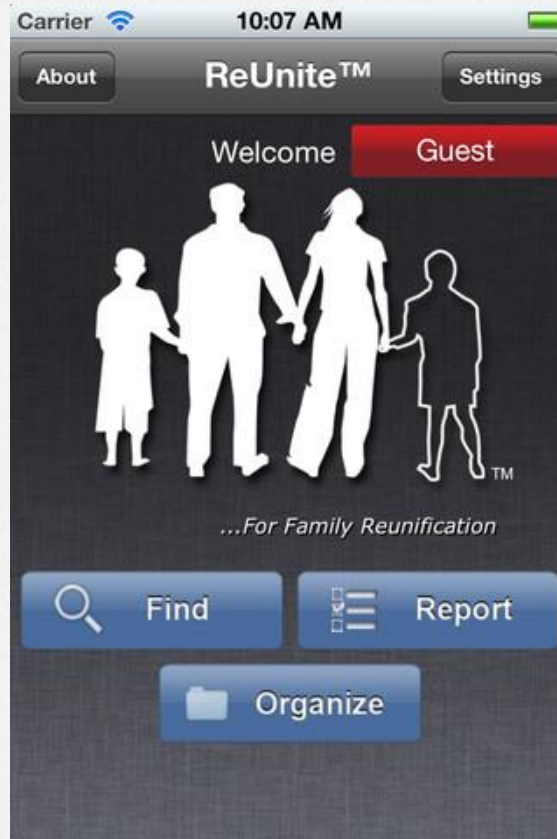 Carrier 10:07 AM
About ReUnite™ Settings
Welcome Guest
TM
...For Family Reunification
Find Report
Organize